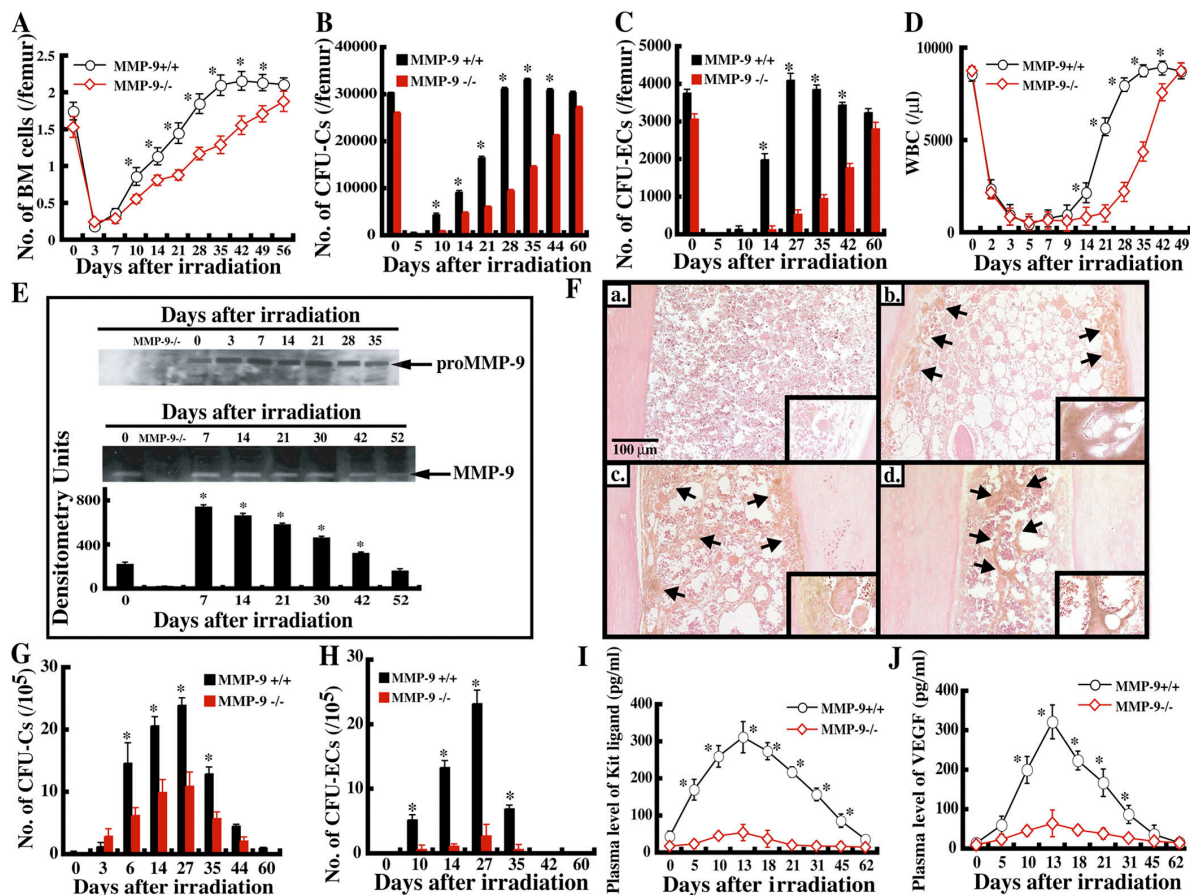 A
No. of BM cells (/femur)
2.5
2
1.5
1
0.5
0
MMP-9+/+
MMP-9-/-
* * * * * * * *
0 3 7 10 14 21 28 35 42 49 56
Days after irradiation
B
No. of CFU-Cs (/femur)
40000
30000
20000
10000
0
MMP-9 +/+
MMP-9 -/-
* * * * * *
0 5 10 14 21 28 35 44 60
Days after irradiation
C
No. of CFU-ECs (/femur)
5000
4000
3000
2000
1000
0
MMP-9 +/+
MMP-9 -/-
* * * *
0 5 10 14 27 35 42 60
Days after irradiation
D
WBC (/µl)
10000
5000
0
MMP-9+/+
MMP-9-/-
* * * * *
0 2 3 5 7 9 14 21 28 35 42 49
Days after irradiation
E
Days after irradiation
MMP-9-/- 0 3 7 14 21 28 35
proMMP-9
Days after irradiation
0 MMP-9-/- 7 14 21 30 42 52
MMP-9
Densitometry Units
800
400
0
* * * * *
0 7 14 21 30 42 52
Days after irradiation
F
a.
100 µm
b.
c.
d.
G
No. of CFU-Cs (/10⁵)
30
20
10
0
MMP-9 +/+
MMP-9 -/-
* * * *
0 3 6 14 27 35 44 60
Days after irradiation
H
No. of CFU-ECs (/10⁵)
30
20
10
0
MMP-9 +/+
MMP-9 -/-
* * * *
0 10 14 27 35 42 60
Days after irradiation
I
Plasma level of Kit ligand (pg/ml)
400
300
200
100
0
MMP-9+/+
MMP-9-/-
* * * * * * *
0 5 10 13 18 21 31 45 62
Days after irradiation
J
Plasma level of VEGF (pg/ml)
400
300
200
100
0
MMP-9+/+
MMP-9-/-
* * * * *
0 5 10 13 18 21 31 45 62
Days after irradiation